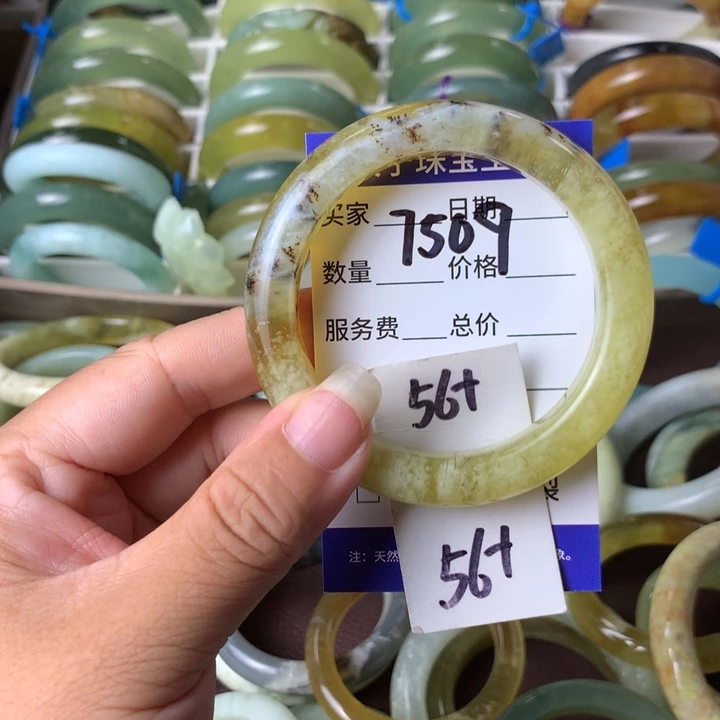 珠宝
买家 日期
7509
数量 价格
服务费 总价
56+
56+
注：天然